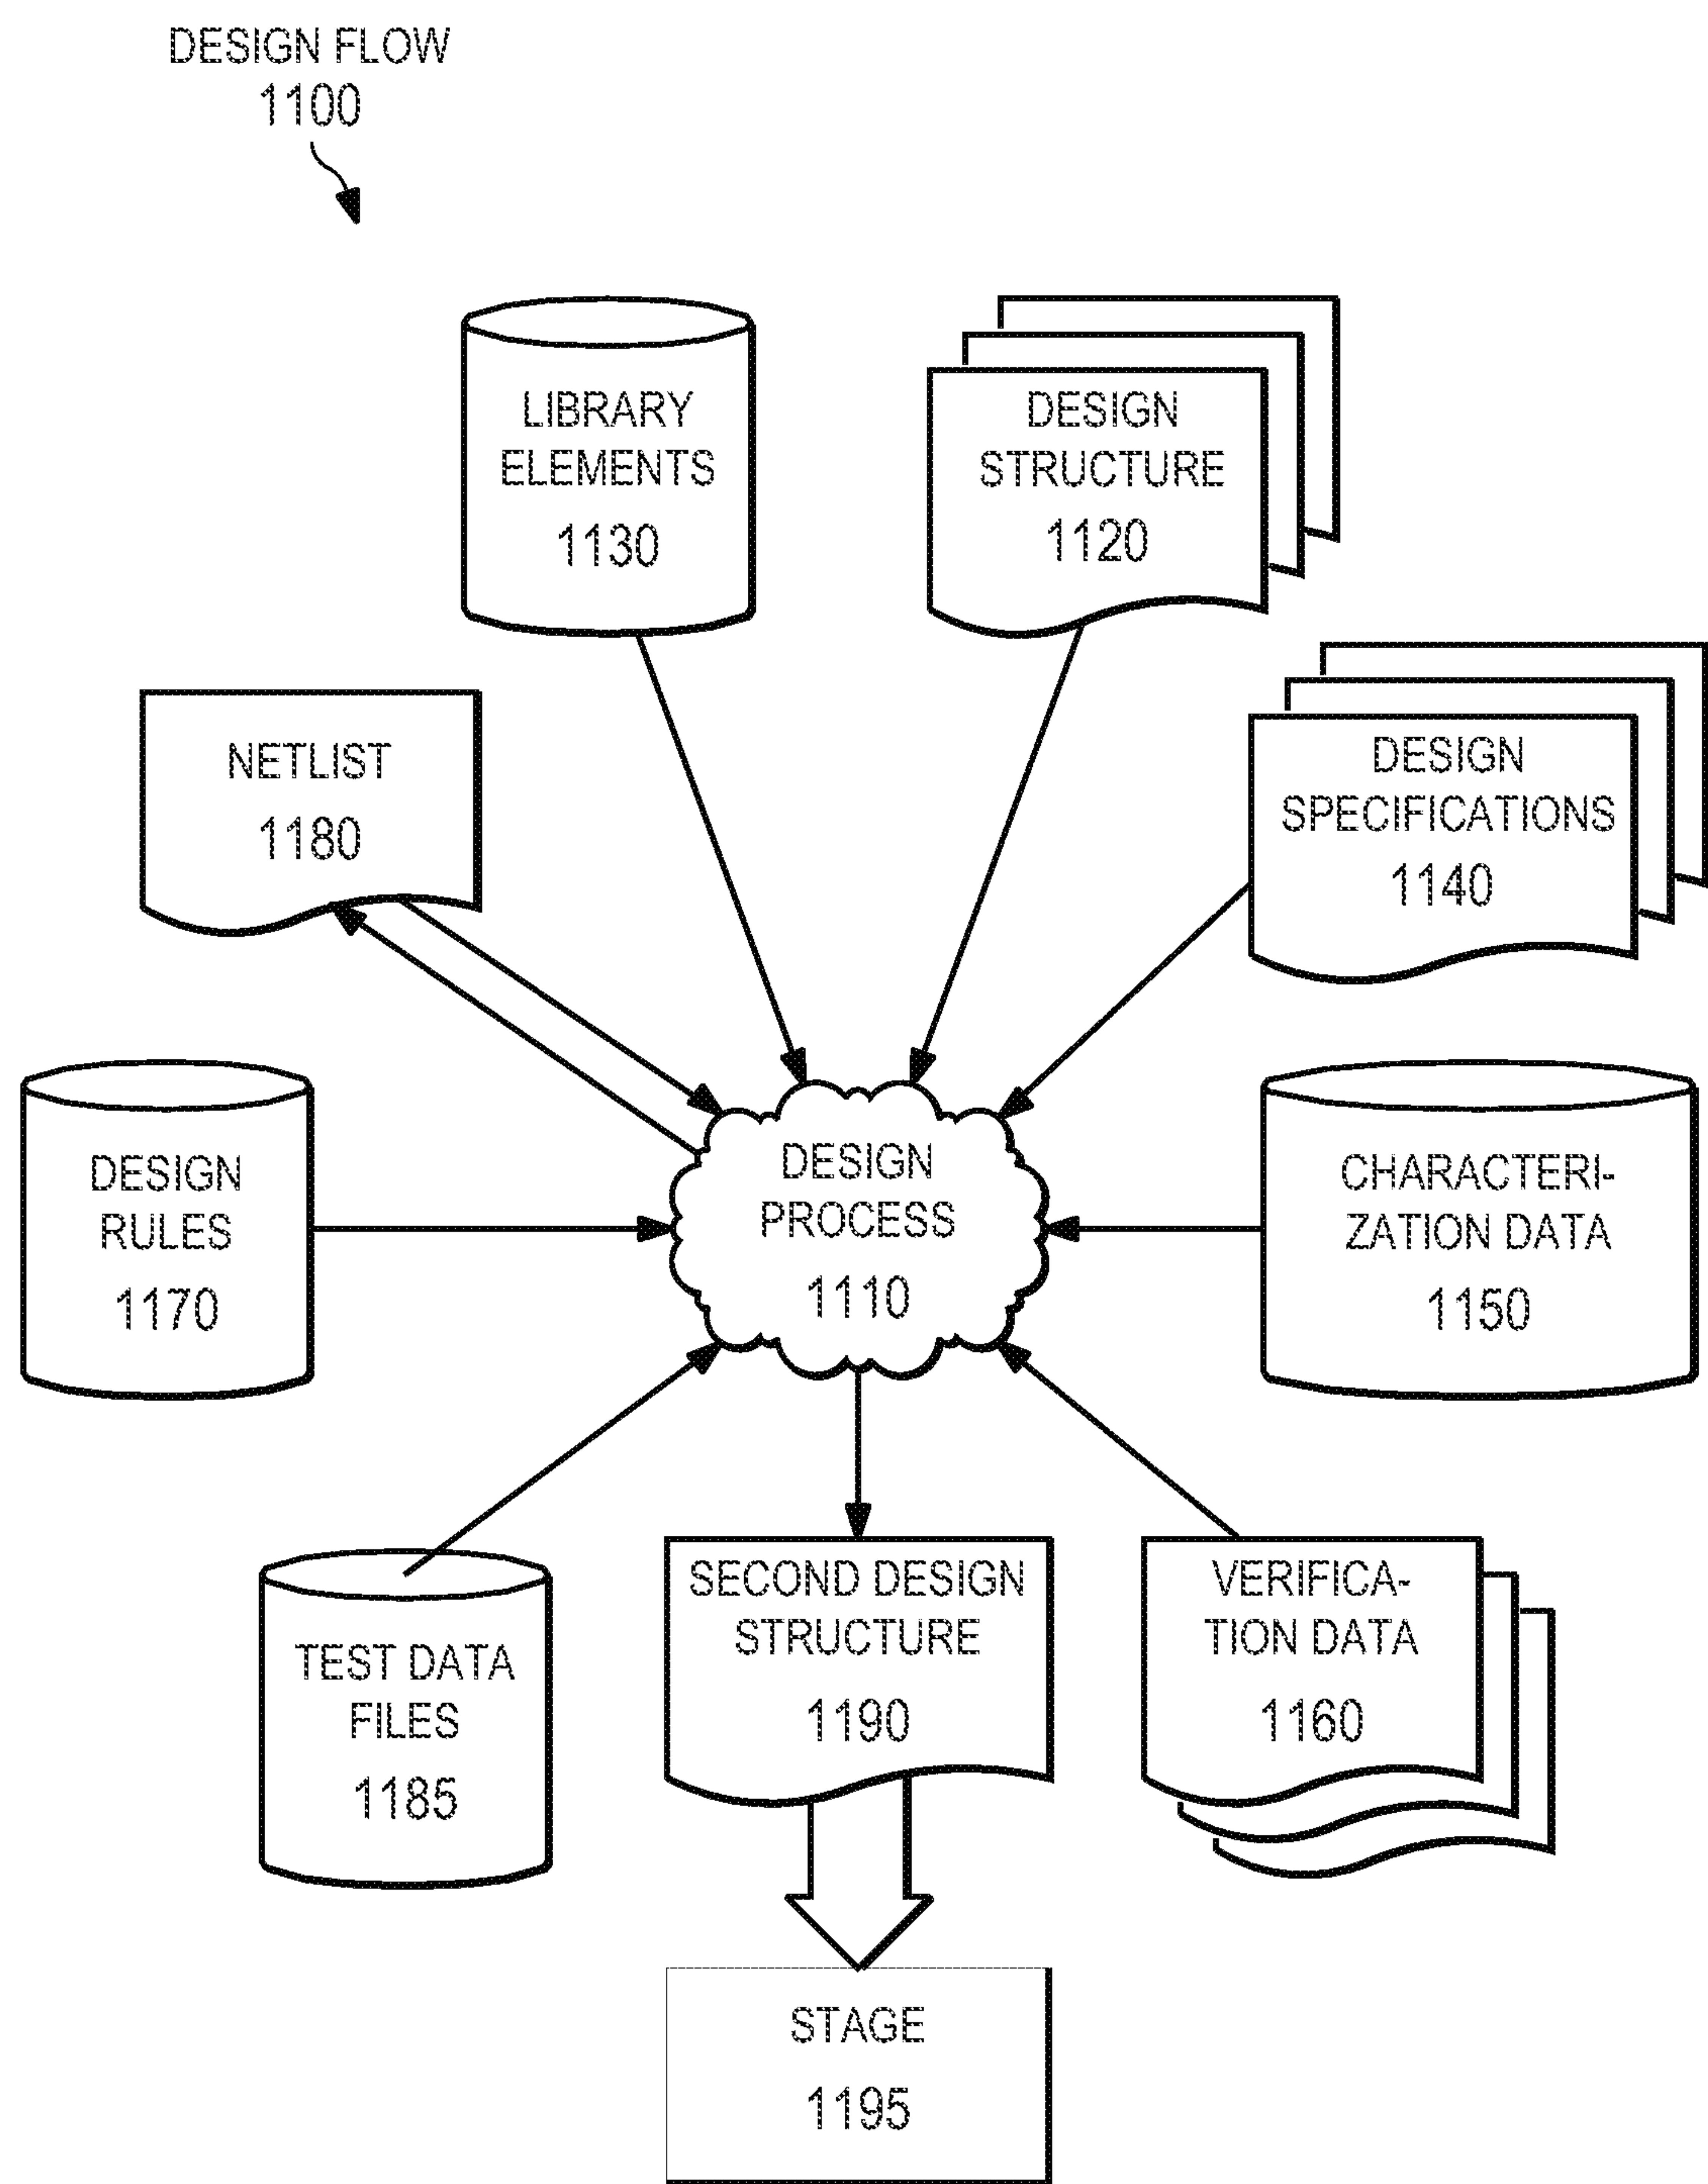 DESIGN FLOW
1100
LIBRARY
ELEMENTS
1130
DESIGN
STRUCTURE
1120
NETLIST
1180
DESIGN
SPECIFICATIONS
1140
DESIGN
RULES
1170
DESIGN
PROCESS
1110
CHARACTERI-
ZATION DATA
1150
TEST DATA
FILES
1185
SECOND DESIGN
STRUCTURE
1190
VERIFICA-
TION DATA
1160
STAGE
1195